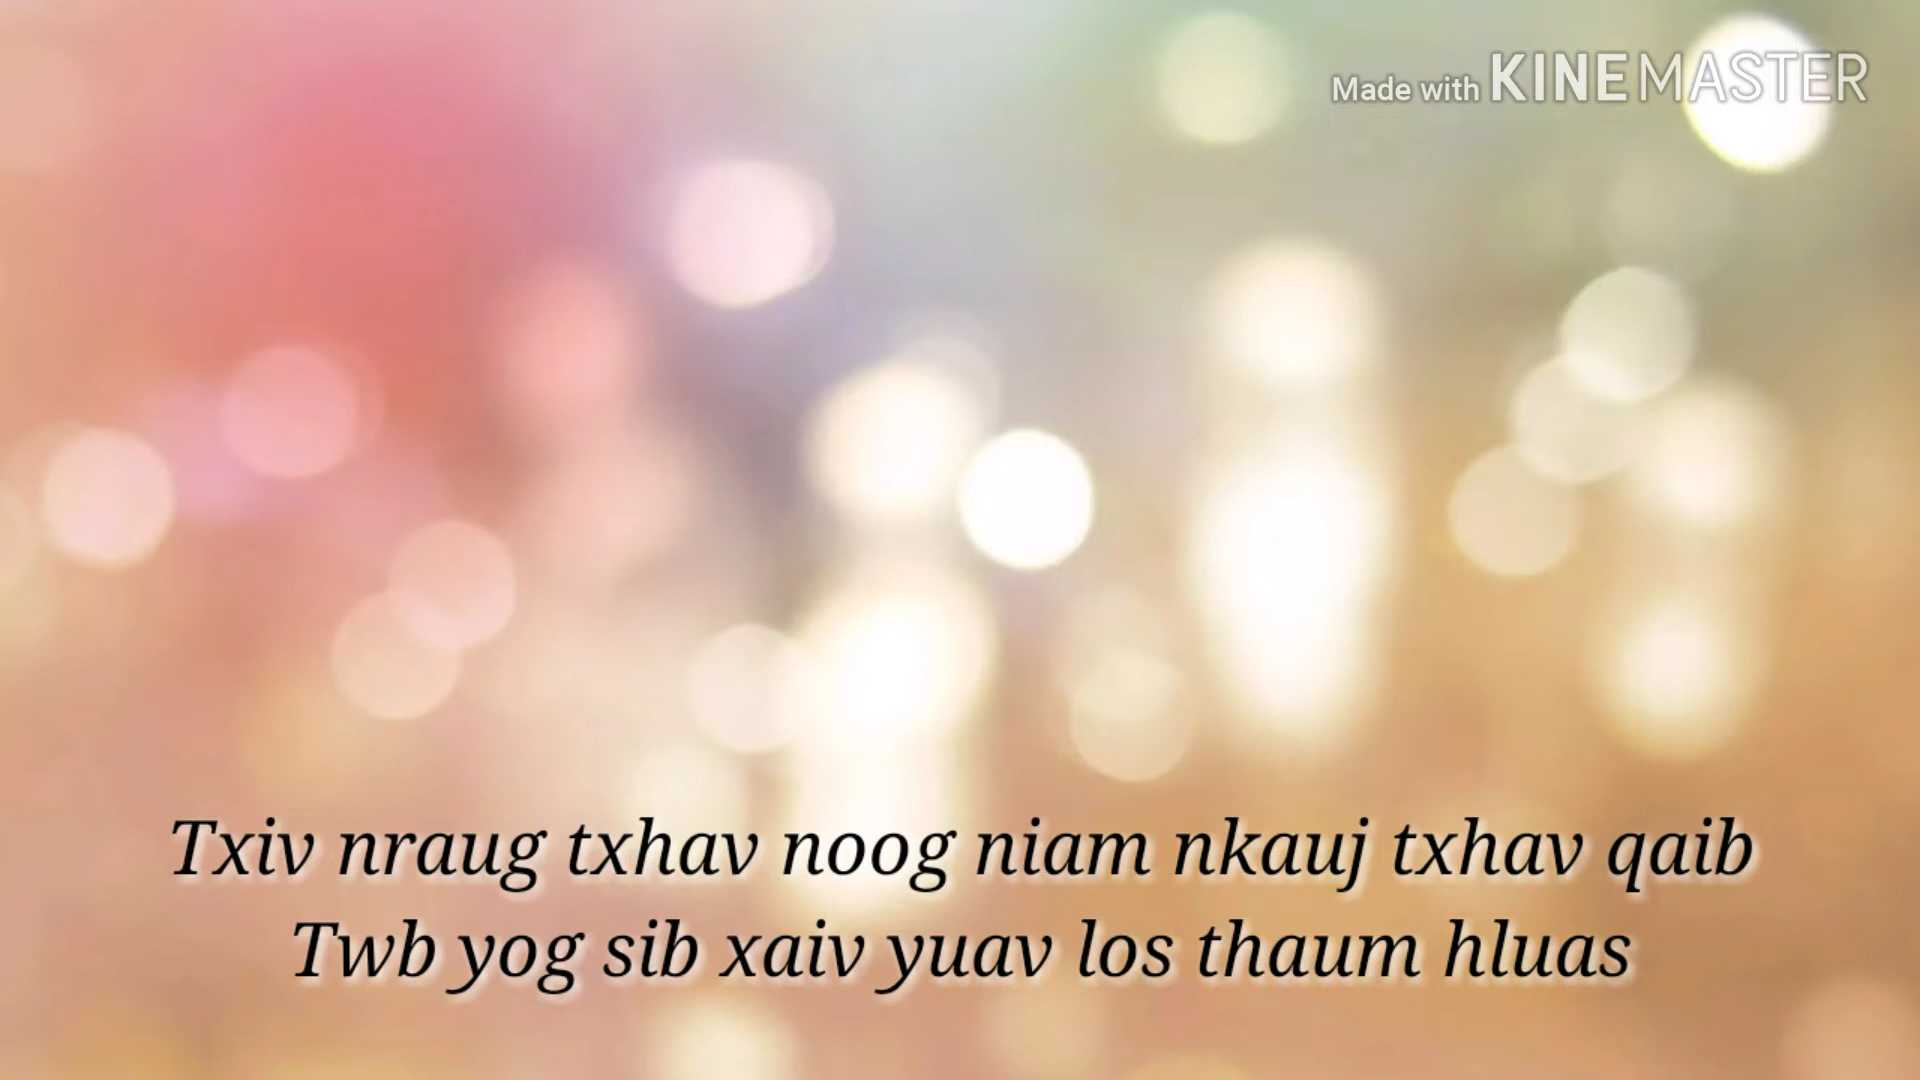 Made with KINEMASTER
Txiv nraug txhav noog niam nkauj txhav qaib
Twb yog sib xaiv yuav los thaum hluas